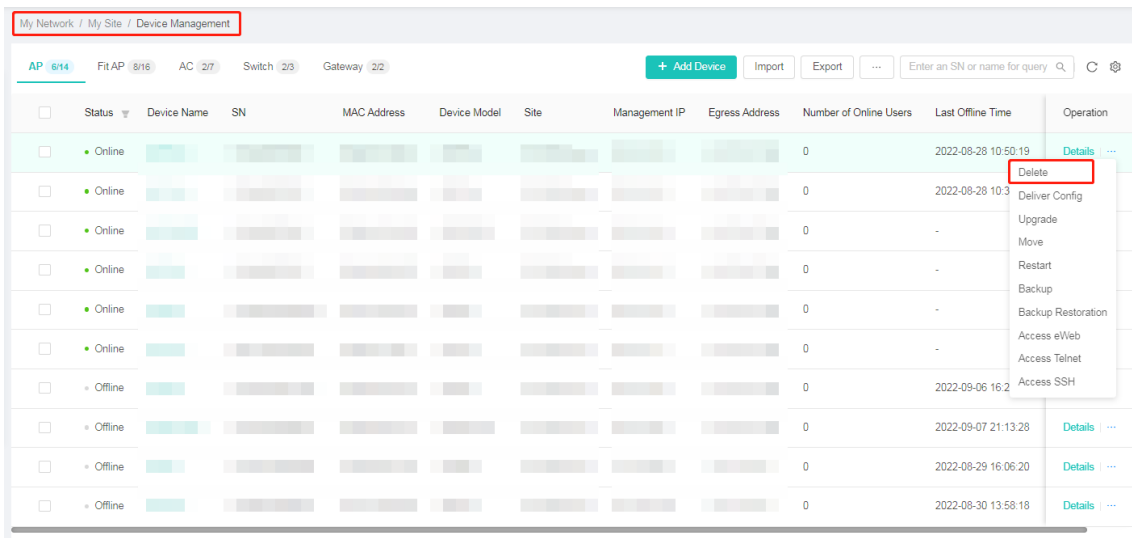 My Network / My Site / Device Management
AP 6/14 Fit AP 8/16 AC 2/7 Switch 2/3 Gateway 2/2 + Add Device Import Export ··· Enter an SN or name for query
Status Device Name SN MAC Address Device Model Site Management IP Egress Address Number of Online Users Last Offline Time Operation
Online 0 2022-08-28 10:50:19 Details ···
Delete
Online 0 2022-08-28 10:3
Deliver Config
Upgrade
Online 0 -
Move
Restart
Online 0 -
Backup
Online 0 - Backup Restoration
Access eWeb
Online 0 -
Access Telnet
Access SSH
Offline 0 2022-09-06 16:2
Offline 0 2022-09-07 21:13:28 Details ···
Offline 0 2022-08-29 16:06:20 Details ···
Offline 0 2022-08-30 13:58:18 Details ···